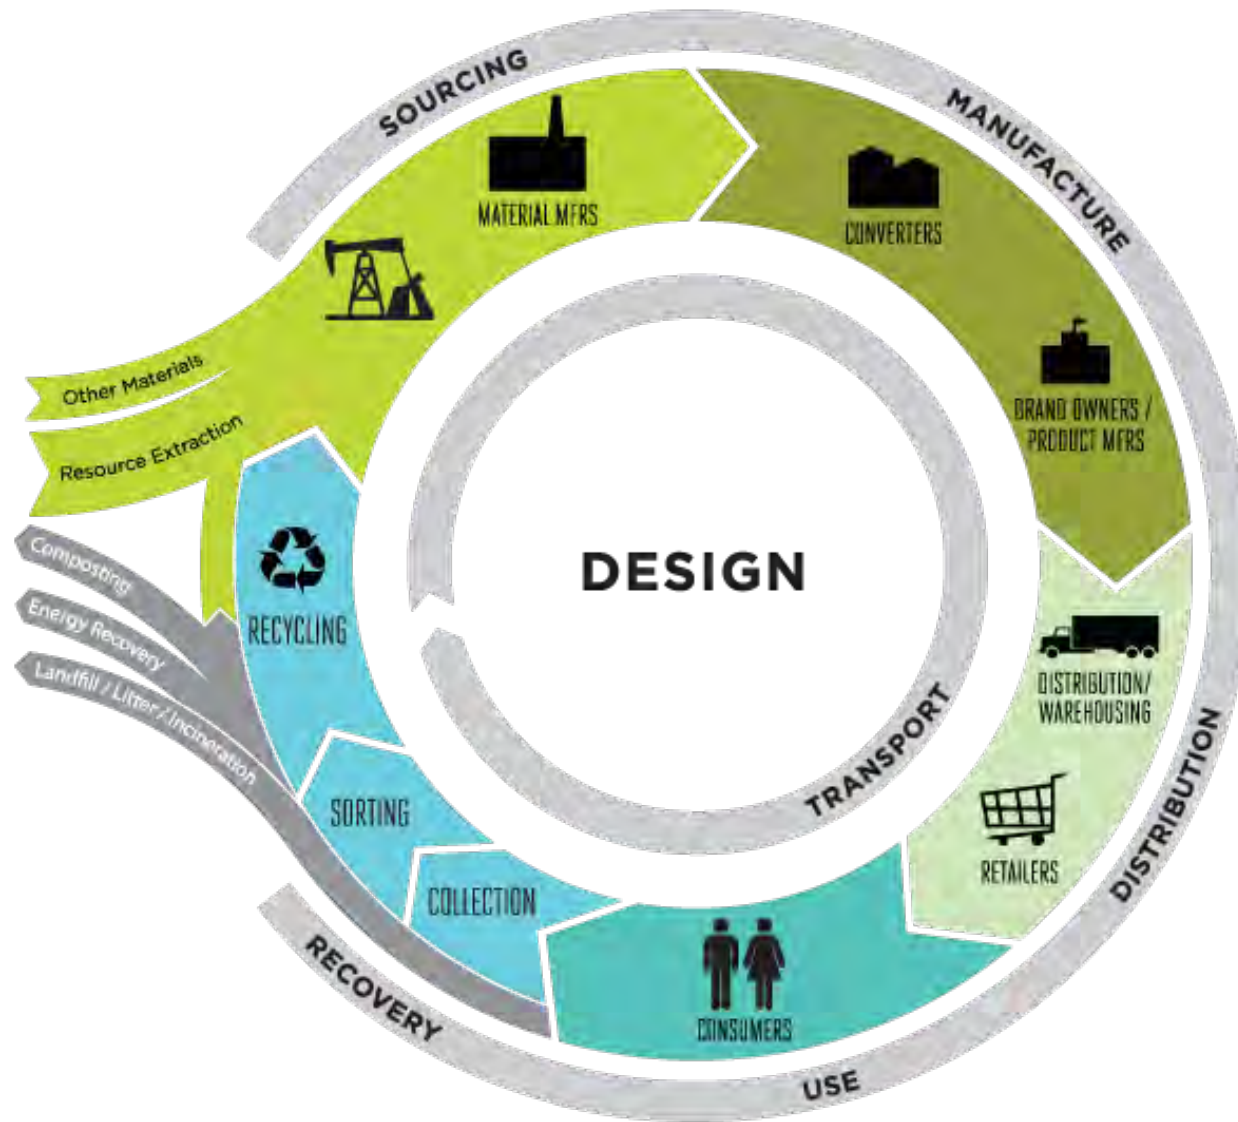 SOURCING
MANUFACTURE
MATERIAL MFRS
CONVERTERS
BRAND OWNERS /
PRODUCT MFRS
Other Materials
Resource Extraction
Composting
Energy Recovery
Landfill / Litter / Incineration
RECYCLING
DESIGN
DISTRIBUTION/
WAREHOUSING
TRANSPORT
SORTING
RETAILERS
DISTRIBUTION
COLLECTION
CONSUMERS
RECOVERY
USE